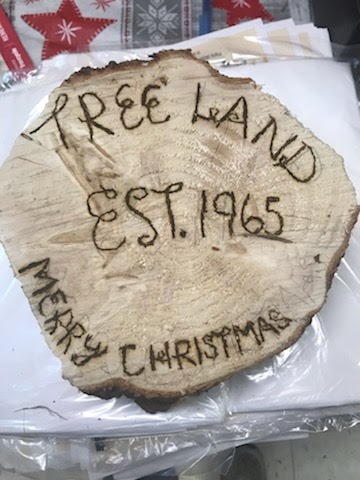 TREE LAND
EST. 1965
MERRY CHRISTMAS